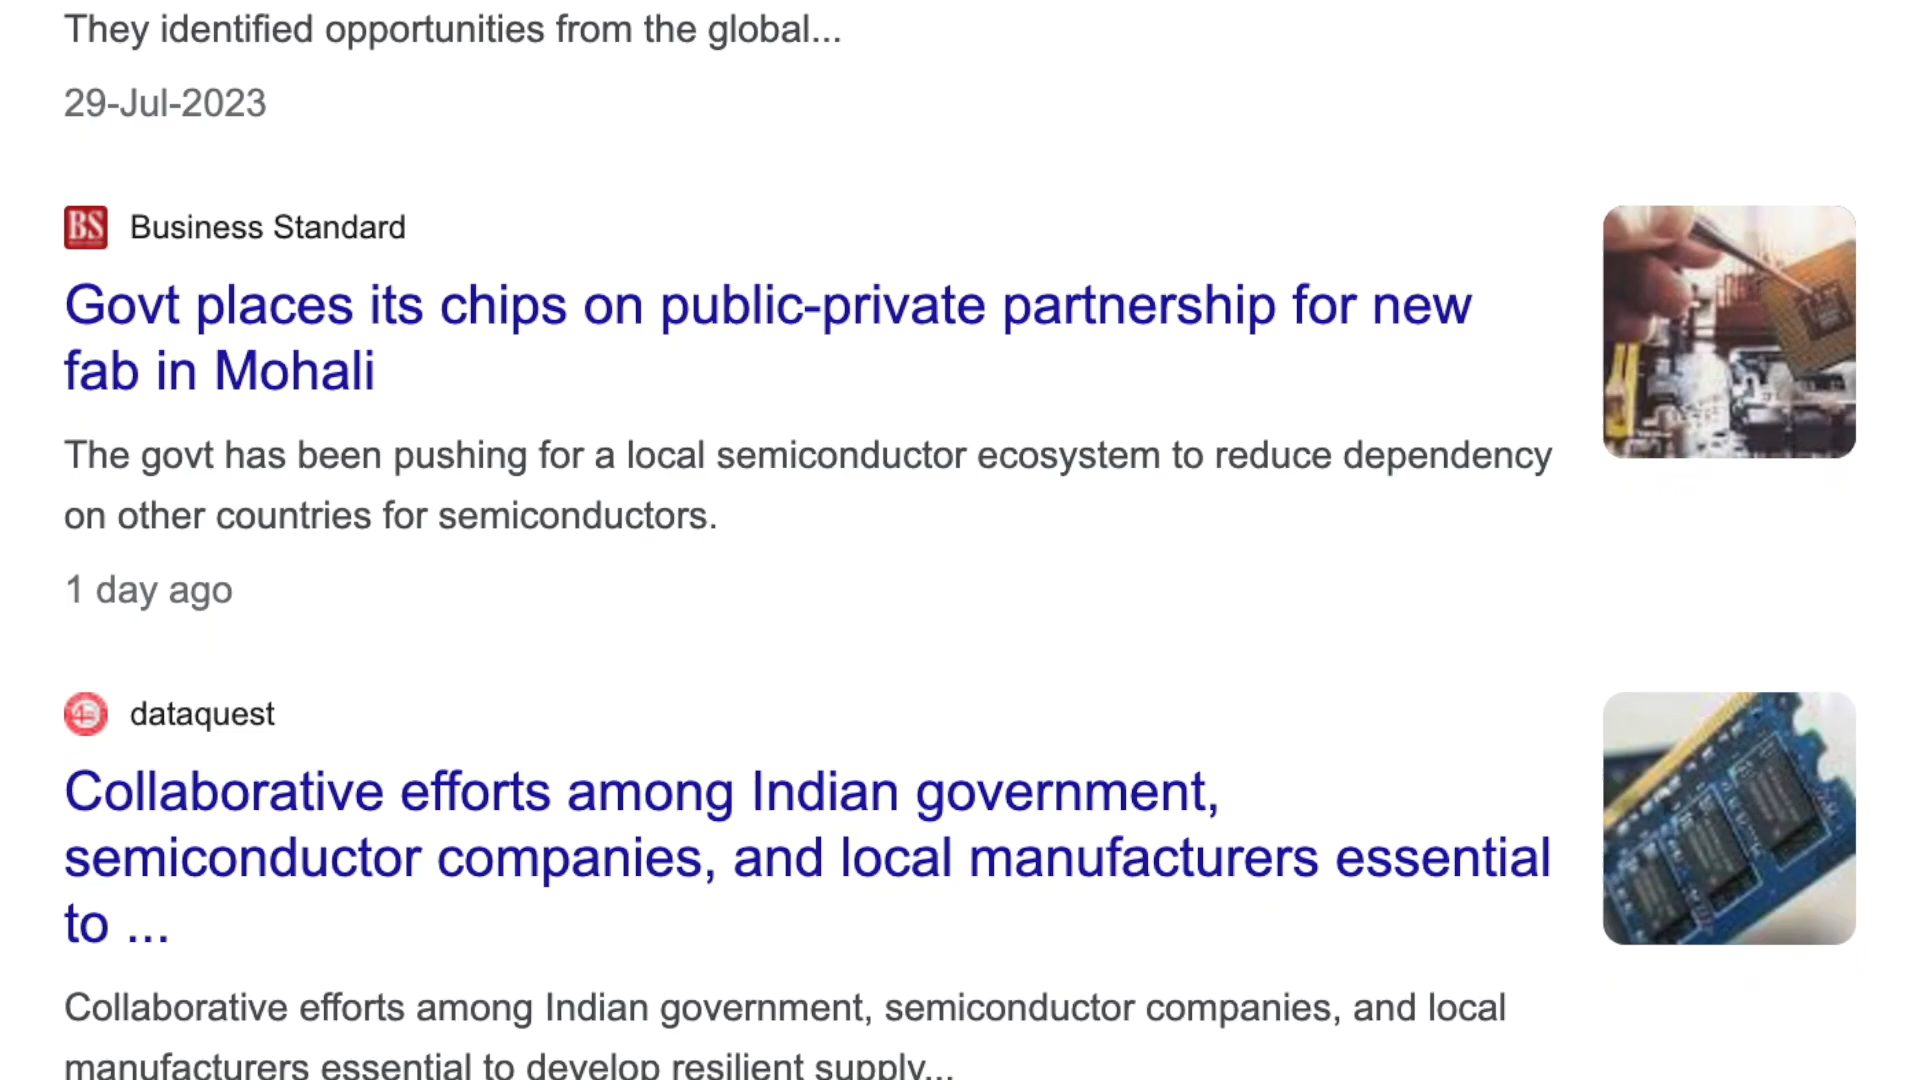 They identified opportunities from the global...
29-Jul-2023
BS Business Standard
Govt places its chips on public-private partnership for new
fab in Mohali
The govt has been pushing for a local semiconductor ecosystem to reduce dependency
on other countries for semiconductors.
1 day ago
dataquest
Collaborative efforts among Indian government,
semiconductor companies, and local manufacturers essential
to ...
Collaborative efforts among Indian government, semiconductor companies, and local
manufacturers essential to develop resilient supply...